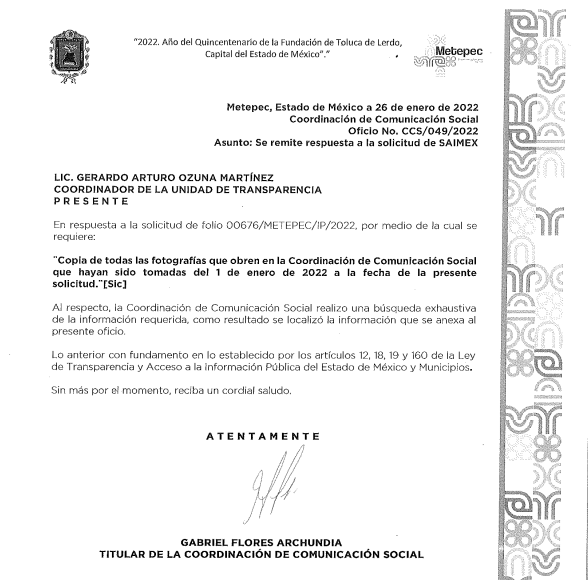 "2022. Año del Quincentenario de la Fundación de Toluca de Lerdo,
Capital del Estado de México"."
Metepec
Metepec, Estado de México a 26 de enero de 2022
Coordinación de Comunicación Social
Oficio No. CCS/049/2022
Asunto: Se remite respuesta a la solicitud de SAIMEX
LIC. GERARDO ARTURO OZUNA MARTÍNEZ
COORDINADOR DE LA UNIDAD DE TRANSPARENCIA
P R E S E N T E
En respuesta a la solicitud de folio 00676/METEPEC/IP/2022, por medio de la cual se
requiere:
"Copia de todas las fotografías que obren en la Coordinación de Comunicación Social
que hayan sido tomadas del 1 de enero de 2022 a la fecha de la presente
solicitud."[Sic]
Al respecto, la Coordinación de Comunicación Social realizo una búsqueda exhaustiva
de la información requerida, como resultado se localizó la información que se anexa al
presente oficio.
Lo anterior con fundamento en lo establecido por los artículos 12, 18, 19 y 160 de la Ley
de Transparencia y Acceso a la Información Pública del Estado de México y Municipios.
Sin más por el momento, reciba un cordial saludo.
A T E N T A M E N T E
GABRIEL FLORES ARCHUNDIA
TITULAR DE LA COORDINACIÓN DE COMUNICACIÓN SOCIAL